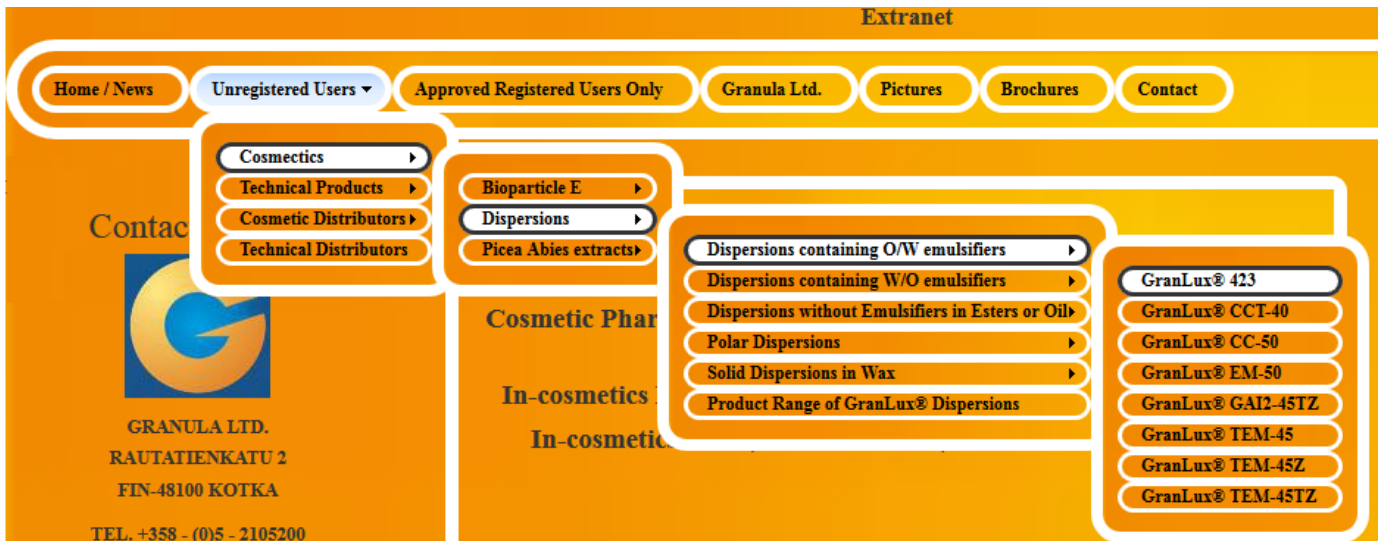 Extranet
Home / News
Unregistered Users
Approved Registered Users Only
Granula Ltd.
Pictures
Brochures
Contact
Cosmectics
Technical Products
Cosmetic Distributors
Technical Distributors
Bioparticle E
Dispersions
Picea Abies extracts
Dispersions containing O/W emulsifiers
Dispersions containing W/O emulsifiers
Dispersions without Emulsifiers in Esters or Oil
Polar Dispersions
Solid Dispersions in Wax
Product Range of GranLux® Dispersions
GranLux® 423
GranLux® CCT-40
GranLux® CC-50
GranLux® EM-50
GranLux® GAI2-45TZ
GranLux® TEM-45
GranLux® TEM-45Z
GranLux® TEM-45TZ
Contac
GRANULA LTD.
RAUTATIENKATU 2
FIN-48100 KOTKA
TEL. +358 - (0)5 - 2105200
Cosmetic Phar
In-cosmetics
In-cosmetic